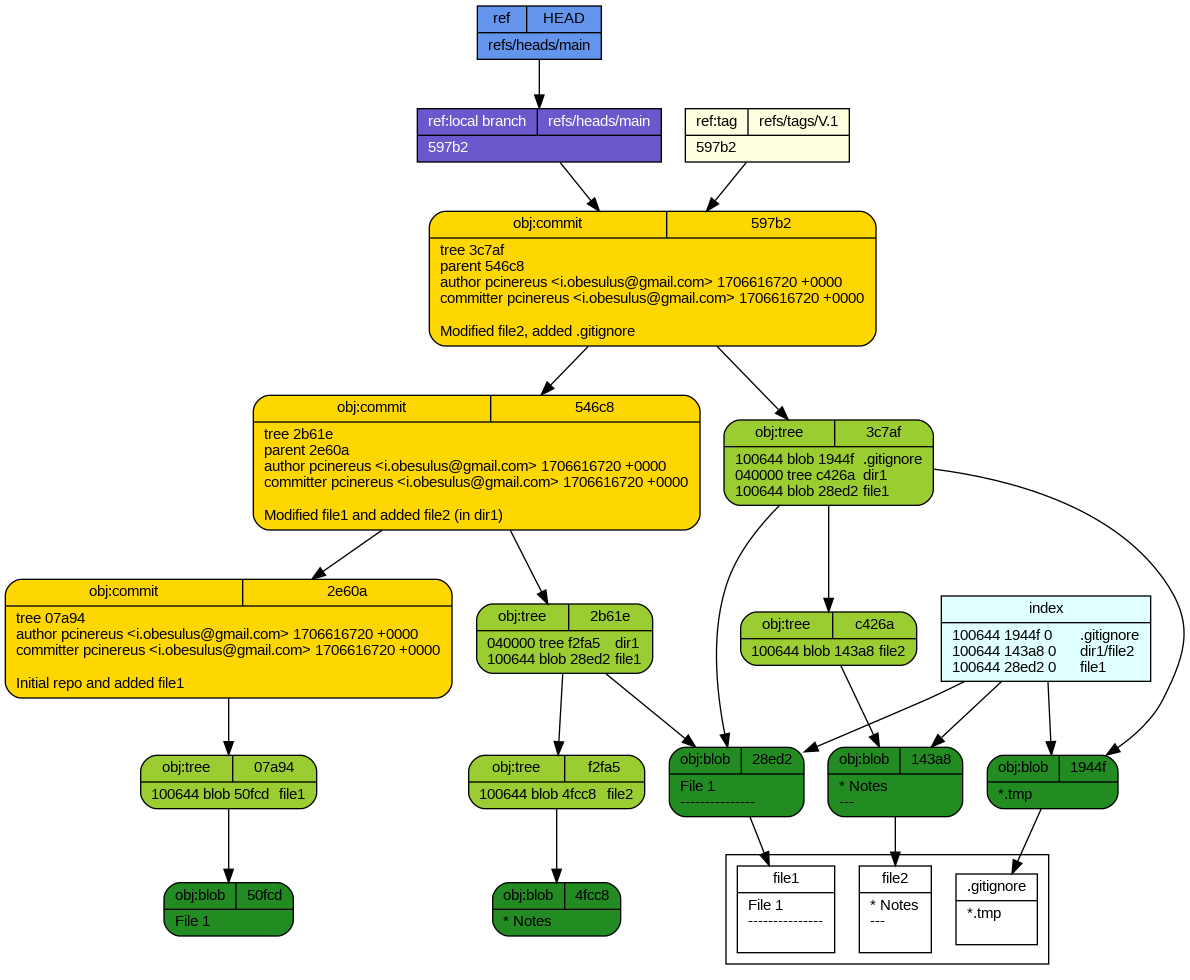 ref HEAD
refs/heads/main
ref:local branch refs/heads/main
597b2
ref:tag refs/tags/V.1
597b2
obj:commit 597b2
tree 3c7af
parent 546c8
author pcinereus <i.obesulus@gmail.com> 1706616720 +0000
committer pcinereus <i.obesulus@gmail.com> 1706616720 +0000
Modified file2, added .gitignore
obj:commit 546c8
tree 2b61e
parent 2e60a
author pcinereus <i.obesulus@gmail.com> 1706616720 +0000
committer pcinereus <i.obesulus@gmail.com> 1706616720 +0000
Modified file1 and added file2 (in dir1)
obj:tree 3c7af
100644 blob 1944f .gitignore
040000 tree c426a dir1
100644 blob 28ed2 file1
obj:commit 2e60a
tree 07a94
author pcinereus <i.obesulus@gmail.com> 1706616720 +0000
committer pcinereus <i.obesulus@gmail.com> 1706616720 +0000
Initial repo and added file1
obj:tree 2b61e
040000 tree f2fa5 dir1
100644 blob 28ed2 file1
obj:tree c426a
100644 blob 143a8 file2
index
100644 1944f 0 .gitignore
100644 143a8 0 dir1/file2
100644 28ed2 0 file1
obj:tree 07a94
100644 blob 50fcd file1
obj:tree f2fa5
100644 blob 4fcc8 file2
obj:blob 28ed2
File 1
---------------
obj:blob 143a8
* Notes
---
obj:blob 1944f
*.tmp
obj:blob 50fcd
File 1
obj:blob 4fcc8
* Notes
file1
File 1
---------------
file2
* Notes
---
.gitignore
*.tmp